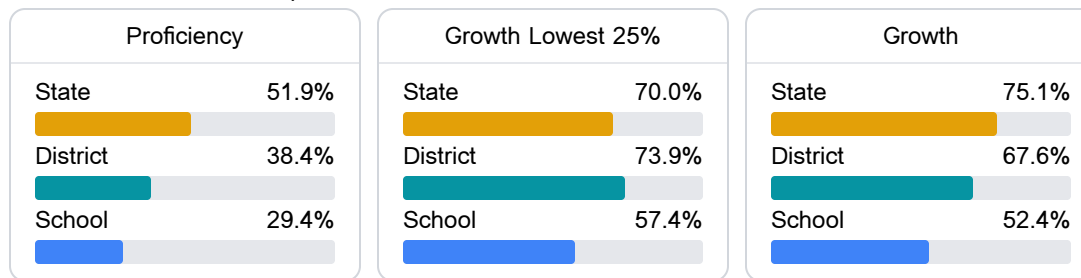 Proficiency
State 51.9%
District 38.4%
School 29.4%
Growth Lowest 25%
State 70.0%
District 73.9%
School 57.4%
Growth
State 75.1%
District 67.6%
School 52.4%